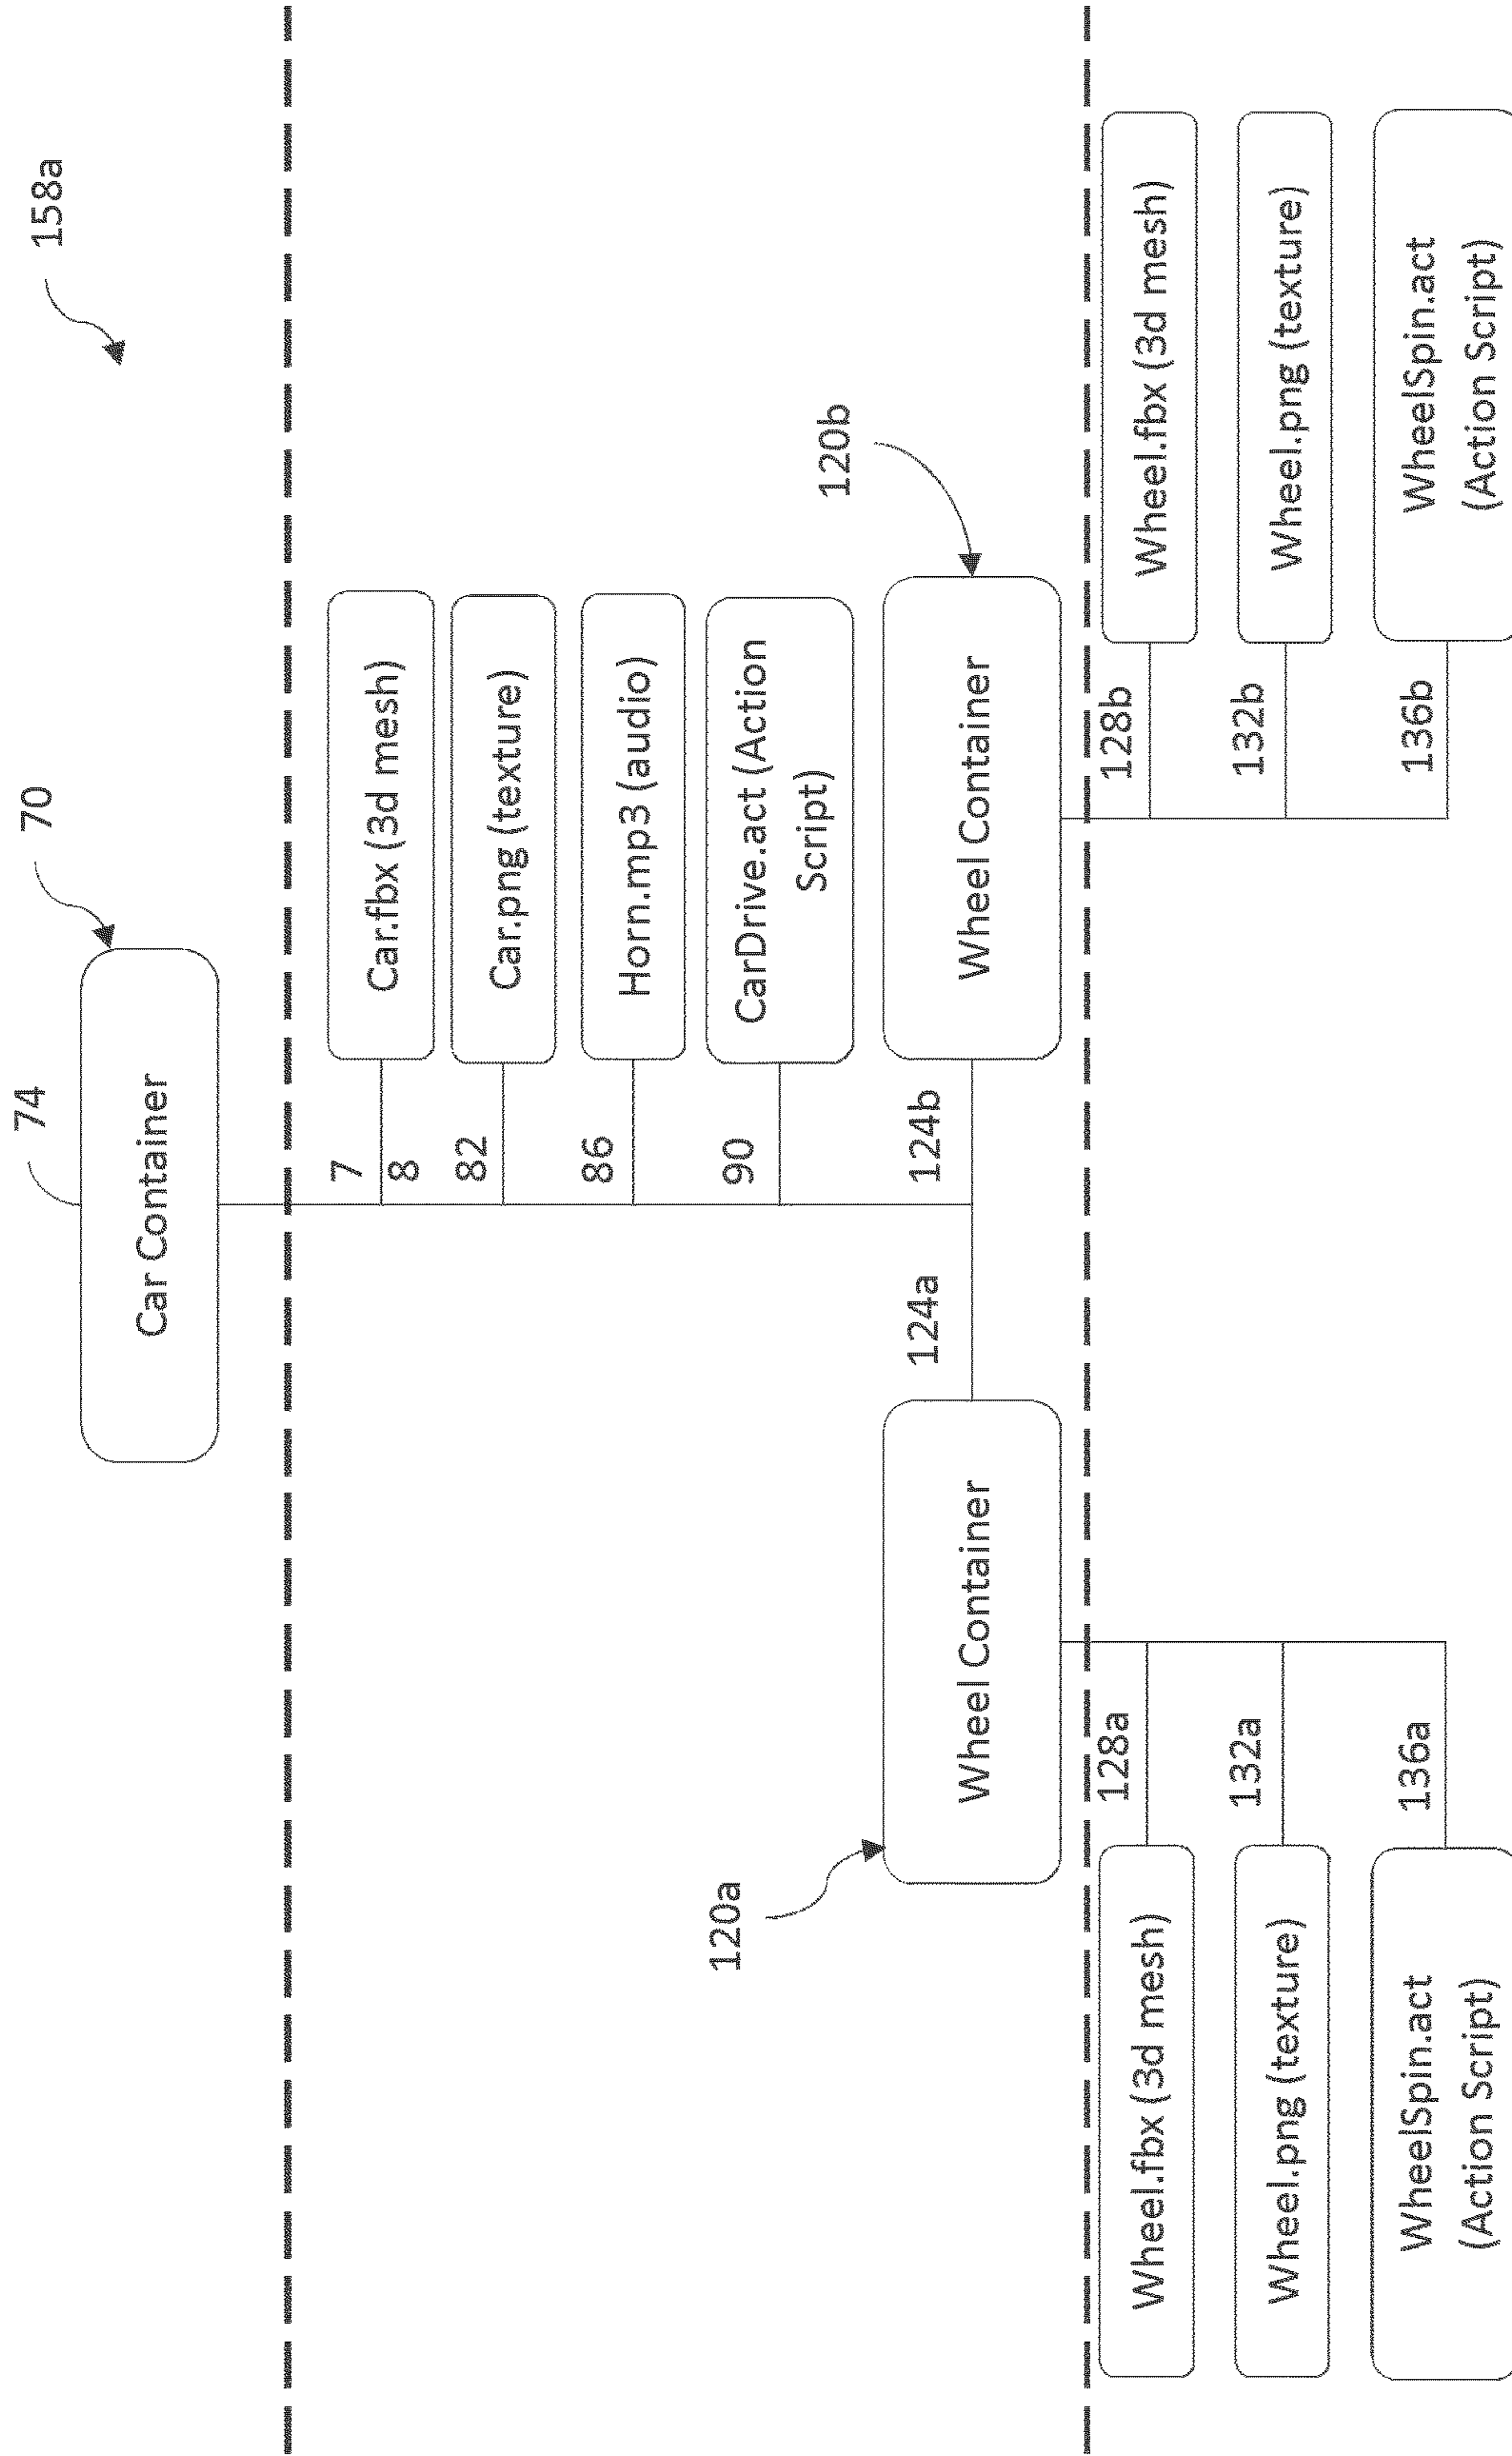 158a
74
70
Car Container
7
8
Car.fbx (3d mesh)
82
Car.png (texture)
86
Horn.mp3 (audio)
90
CarDrive.act (Action
Script)
120a
120b
124a
124b
Wheel Container
Wheel Container
128a
Wheel.fbx (3d mesh)
132a
Wheel.png (texture)
136a
WheelSpin.act
(Action Script)
128b
Wheel.fbx (3d mesh)
132b
Wheel.png (texture)
136b
WheelSpin.act
(Action Script)